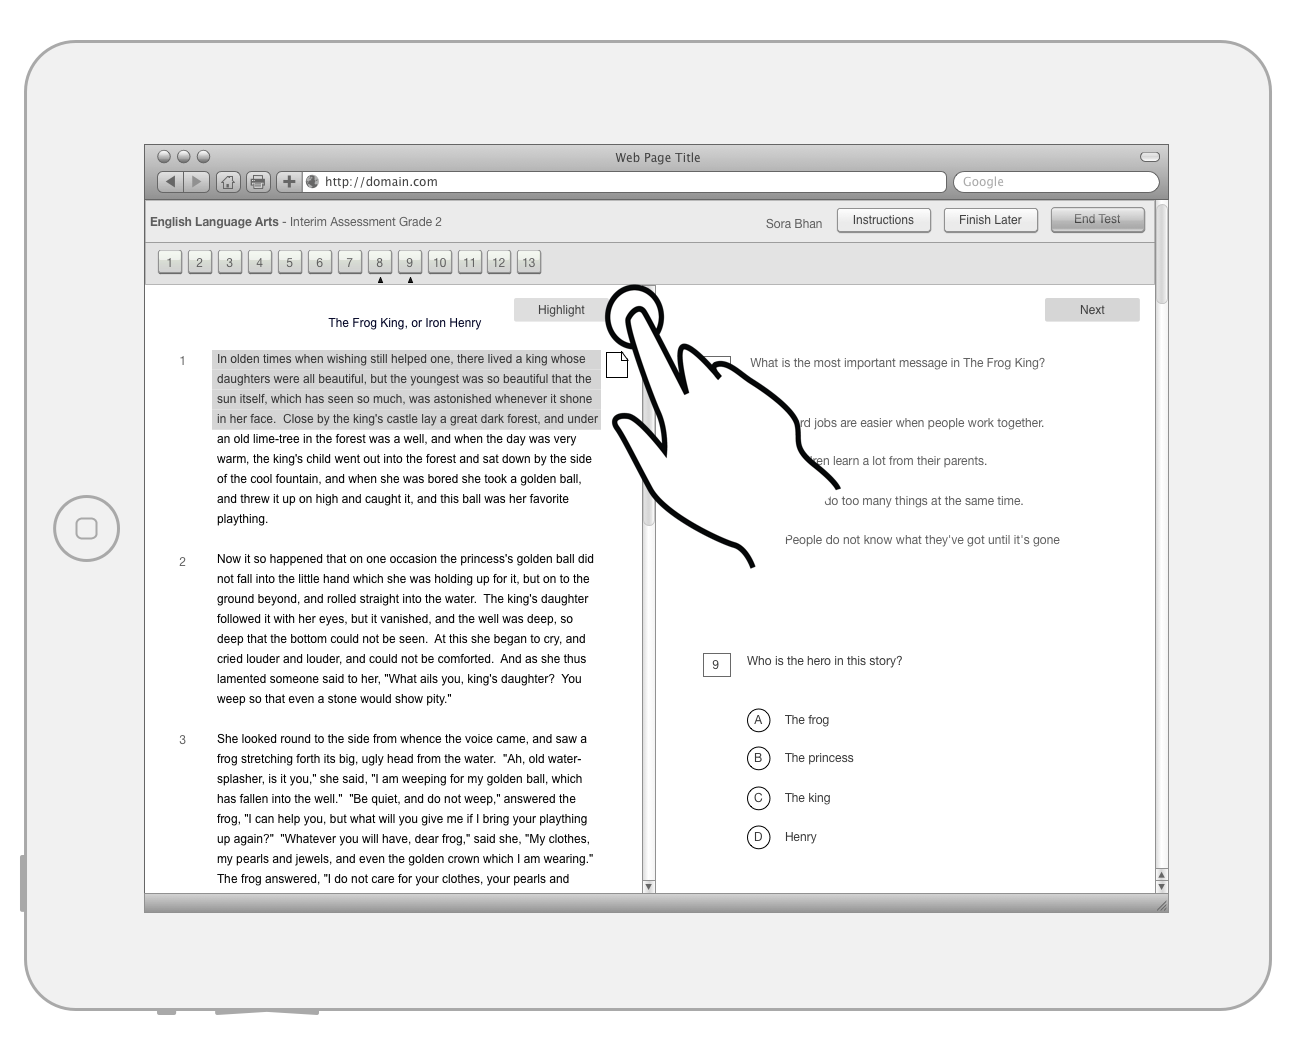 Web Page Title
http://domain.com
Google
English Language Arts - Interim Assessment Grade 2
Sora Bhan
Instructions
Finish Later
End Test
1 2 3 4 5 6 7 8 9 10 11 12 13
Highlight
Next
The Frog King, or Iron Henry
1
In olden times when wishing still helped one, there lived a king whose
daughters were all beautiful, but the youngest was so beautiful that the
sun itself, which has seen so much, was astonished whenever it shone
in her face.  Close by the king's castle lay a great dark forest, and under
an old lime-tree in the forest was a well, and when the day was very
warm, the king's child went out into the forest and sat down by the side
of the cool fountain, and when she was bored she took a golden ball,
and threw it up on high and caught it, and this ball was her favorite
plaything.
2
Now it so happened that on one occasion the princess's golden ball did
not fall into the little hand which she was holding up for it, but on to the
ground beyond, and rolled straight into the water.  The king's daughter
followed it with her eyes, but it vanished, and the well was deep, so
deep that the bottom could not be seen.  At this she began to cry, and
cried louder and louder, and could not be comforted.  And as she thus
lamented someone said to her, "What ails you, king's daughter?  You
weep so that even a stone would show pity."
3
She looked round to the side from whence the voice came, and saw a
frog stretching forth its big, ugly head from the water.  "Ah, old water-
splasher, is it you," she said, "I am weeping for my golden ball, which
has fallen into the well."  "Be quiet, and do not weep," answered the
frog, "I can help you, but what will you give me if I bring your plaything
up again?"  "Whatever you will have, dear frog," said she, "My clothes,
my pearls and jewels, and even the golden crown which I am wearing."
The frog answered, "I do not care for your clothes, your pearls and
What is the most important message in The Frog King?
jobs are easier when people work together.
learn a lot from their parents.
do too many things at the same time.
People do not know what they've got until it's gone
9
Who is the hero in this story?
A The frog
B The princess
C The king
D Henry